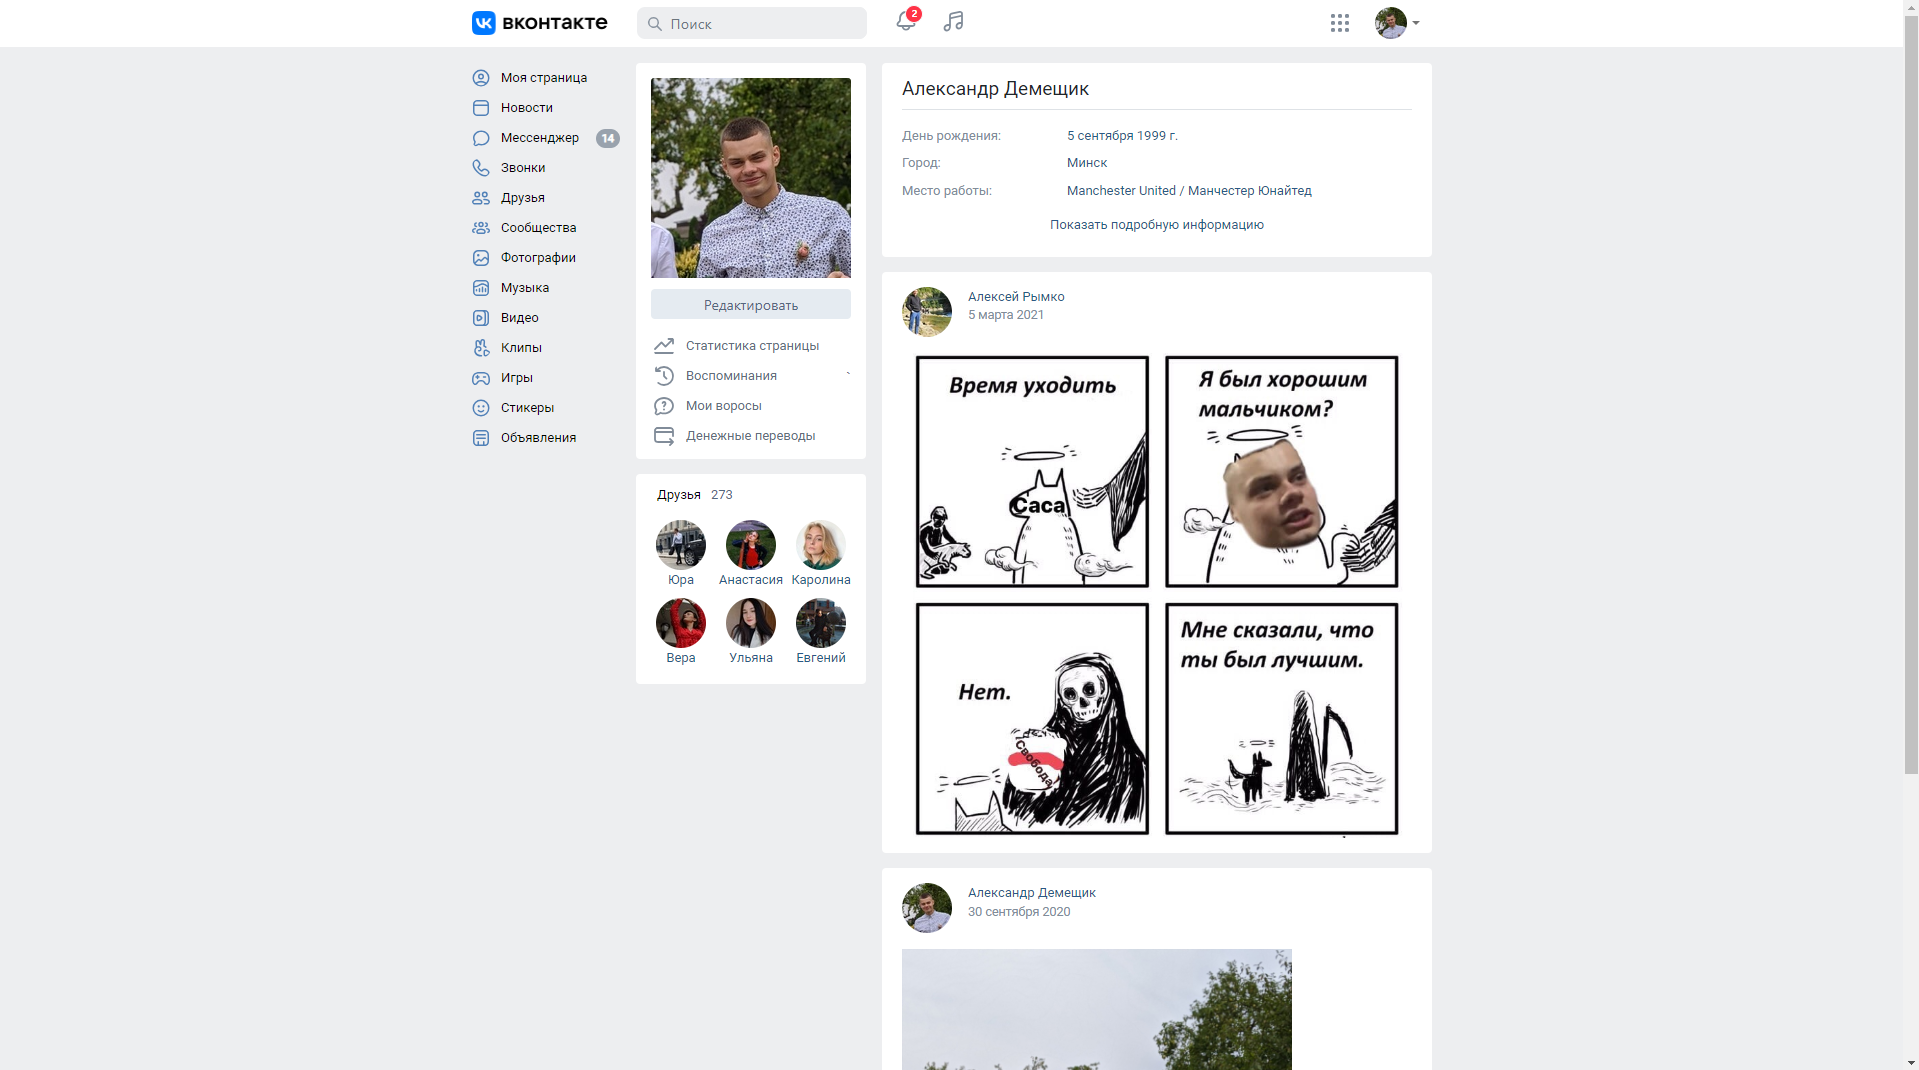 вконтакте
Поиск
2
Моя страница
Новости
Мессенджер 14
Звонки
Друзья
Сообщества
Фотографии
Музыка
Видео
Клипы
Игры
Стикеры
Объявления
Редактировать
Статистика страницы
Воспоминания `
Мои воросы
Денежные переводы
Друзья 273
Юра Анастасия Каролина
Вера Ульяна Евгений
Александр Демещик
День рождения: 5 сентября 1999 г.
Город: Минск
Место работы: Manchester United / Манчестер Юнайтед
Показать подробную информацию
Алексей Рымко
5 марта 2021
Время уходить
Саса
Я был хорошим
мальчиком?
Нет.
Свобода
Мне сказали, что
ты был лучшим.
Александр Демещик
30 сентября 2020